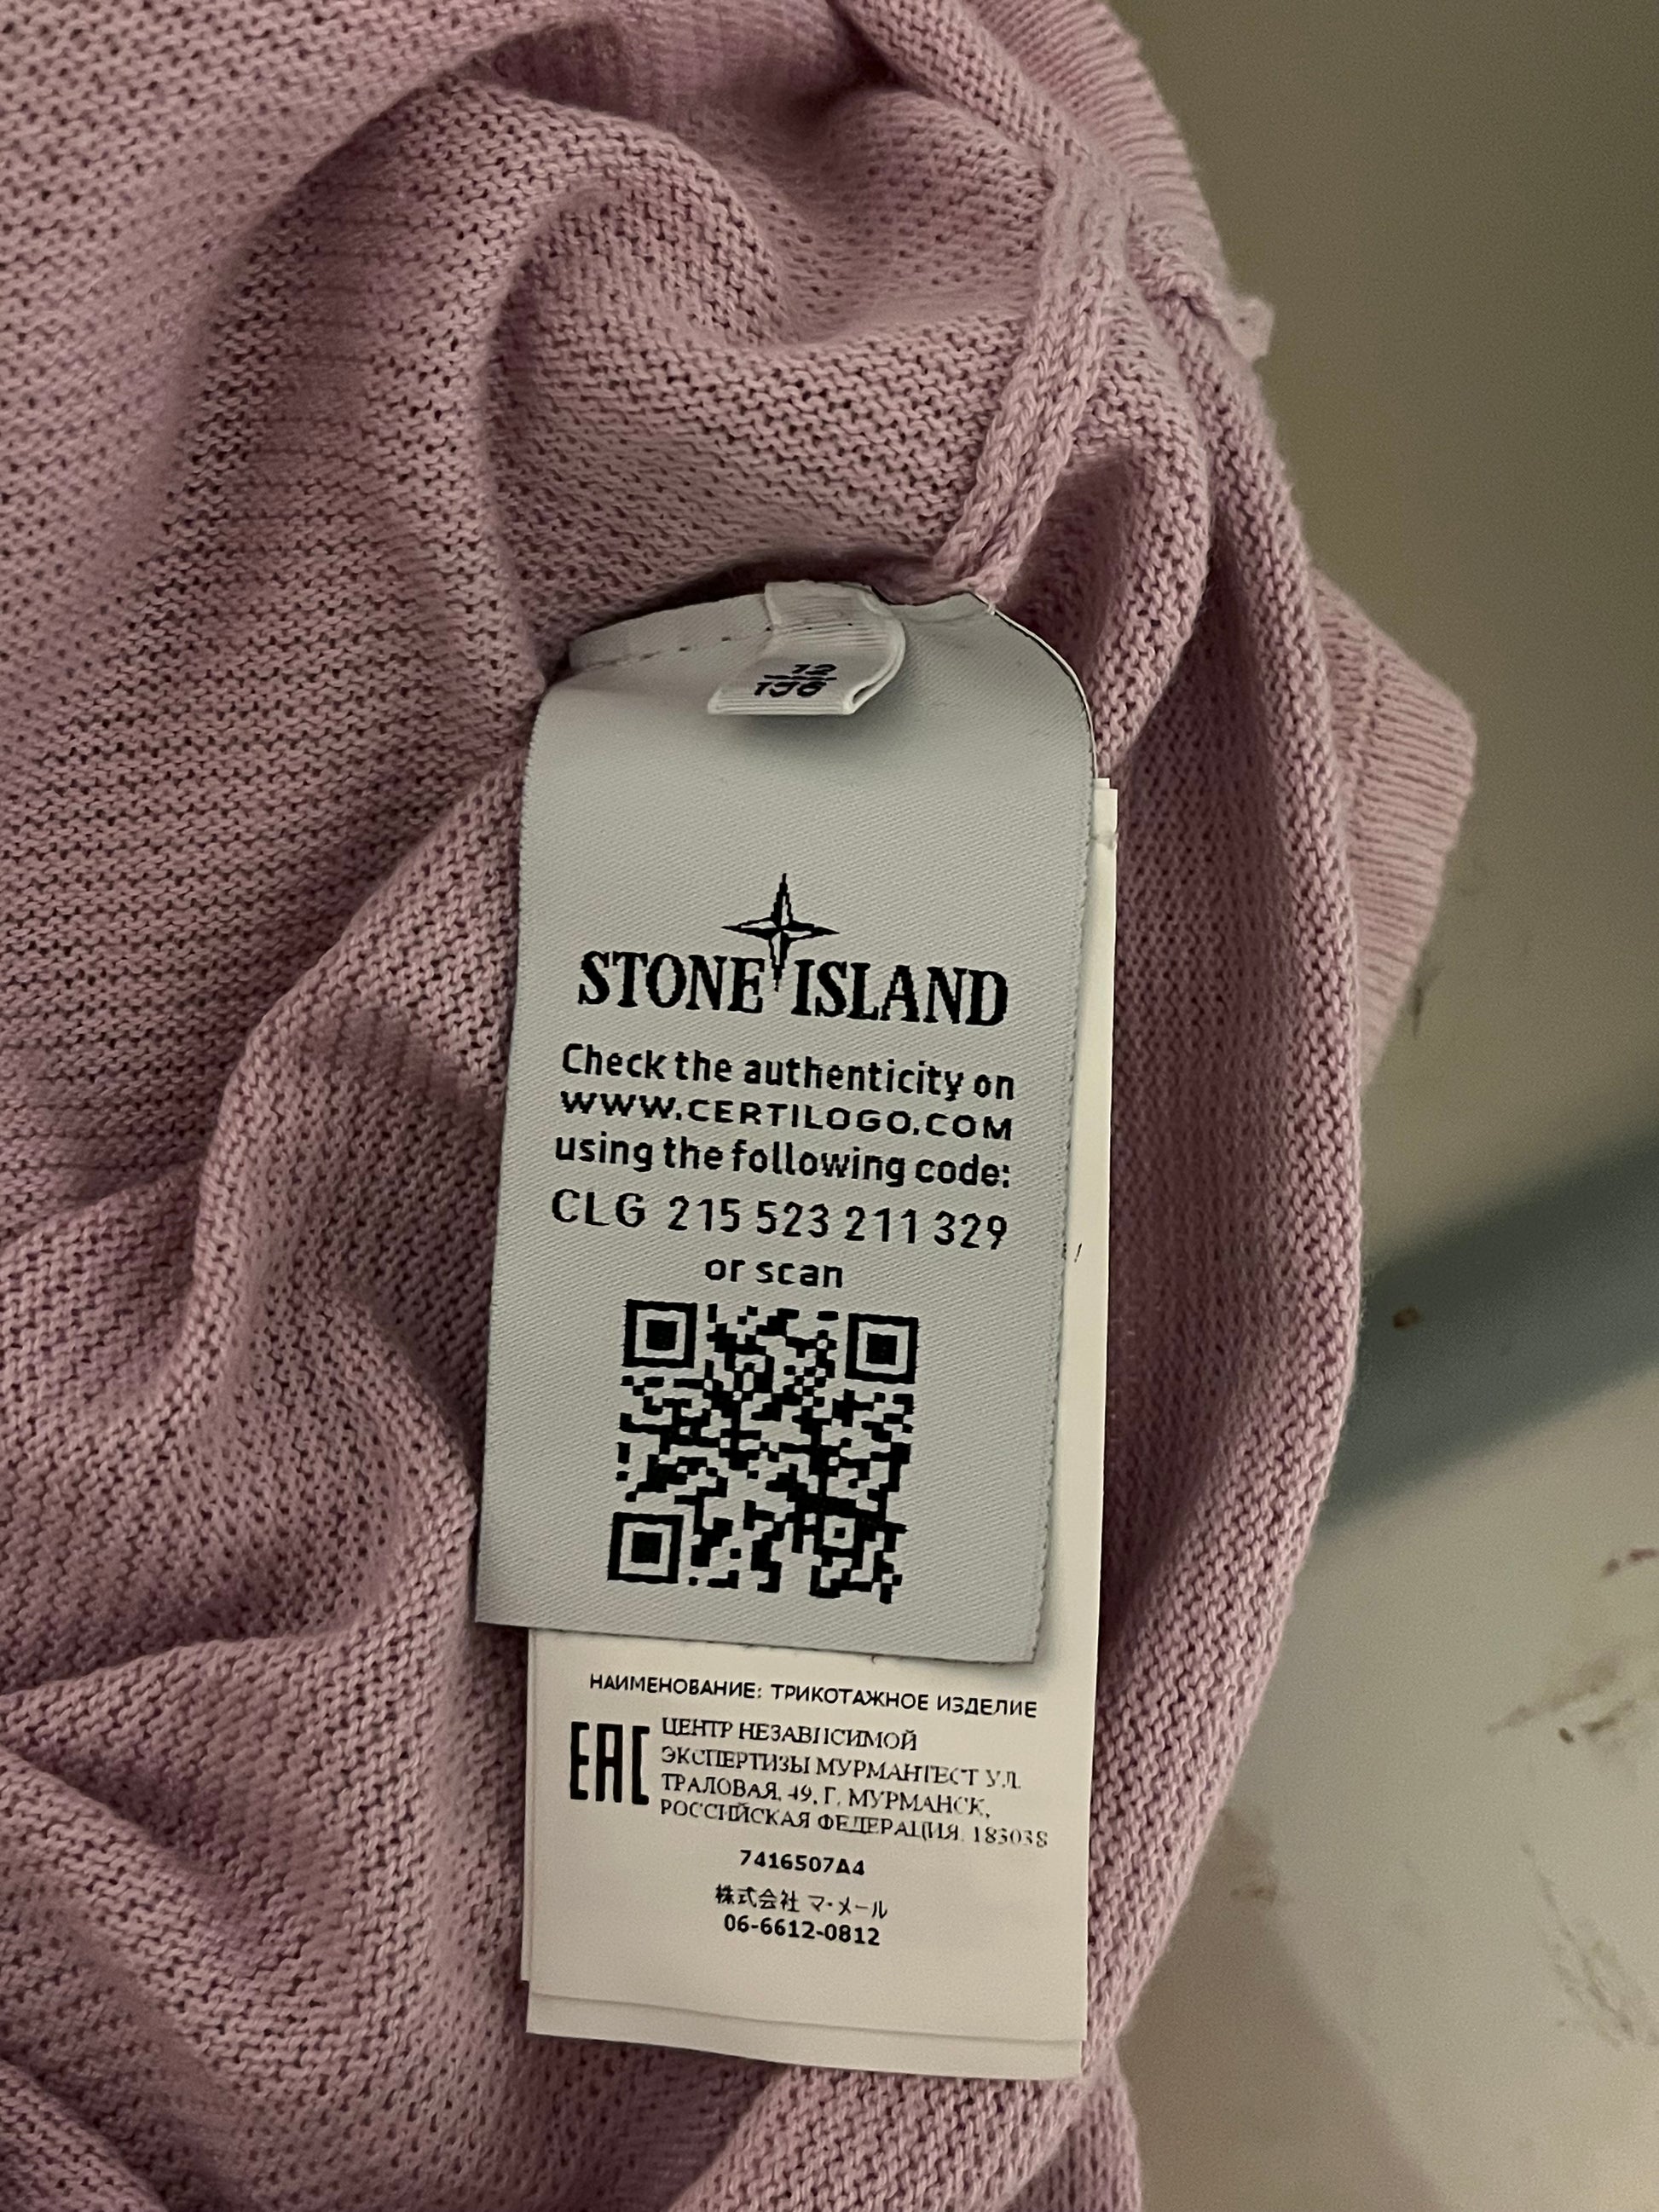 12
156
STONE ISLAND
Check the authenticity on
WWW.CERTILOGO.COM
using the following code:
CLG 215 523 211 329
or scan
НАИМЕНОВАНИЕ: ТРИКОТАЖНОЕ ИЗДЕЛИЕ
EAC
ЦЕНТР НЕЗАВИСИМОЙ
ЭКСПЕРТИЗЫ МУРМАНТЕСТ УЛ.
ТРАЛОВАЯ, 49, Г. МУРМАНСК,
РОССИЙСКАЯ ФЕДЕРАЦИЯ, 183038
7416507A4
株式会社 マ・メール
06-6612-0812